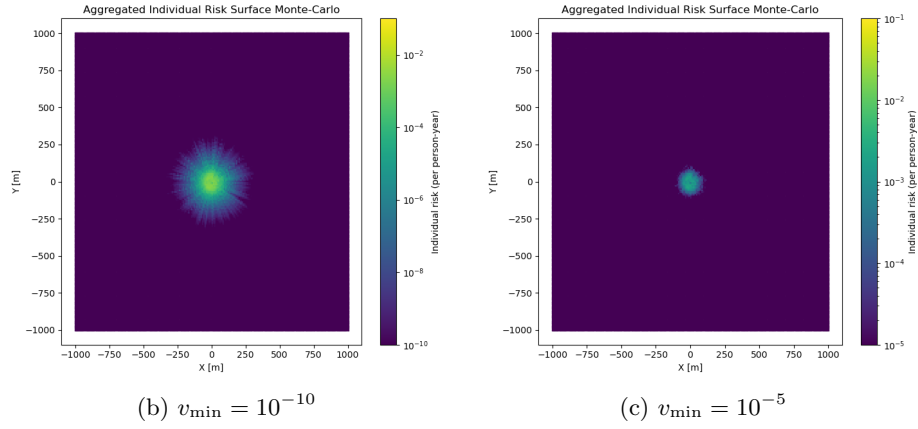 Aggregated Individual Risk Surface Monte-Carlo
1000
750
500
250
0
−250
−500
−750
−1000
Y [m]
−1000 −750 −500 −250 0 250 500 750 1000
X [m]
10⁻²
10⁻⁴
10⁻⁶
10⁻⁸
10⁻¹⁰
Individual risk (per person-year)
(b) v_min = 10⁻¹⁰
Aggregated Individual Risk Surface Monte-Carlo
1000
750
500
250
0
−250
−500
−750
−1000
Y [m]
−1000 −750 −500 −250 0 250 500 750 1000
X [m]
10⁻¹
10⁻²
10⁻³
10⁻⁴
10⁻⁵
Individual risk (per person-year)
(c) v_min = 10⁻⁵